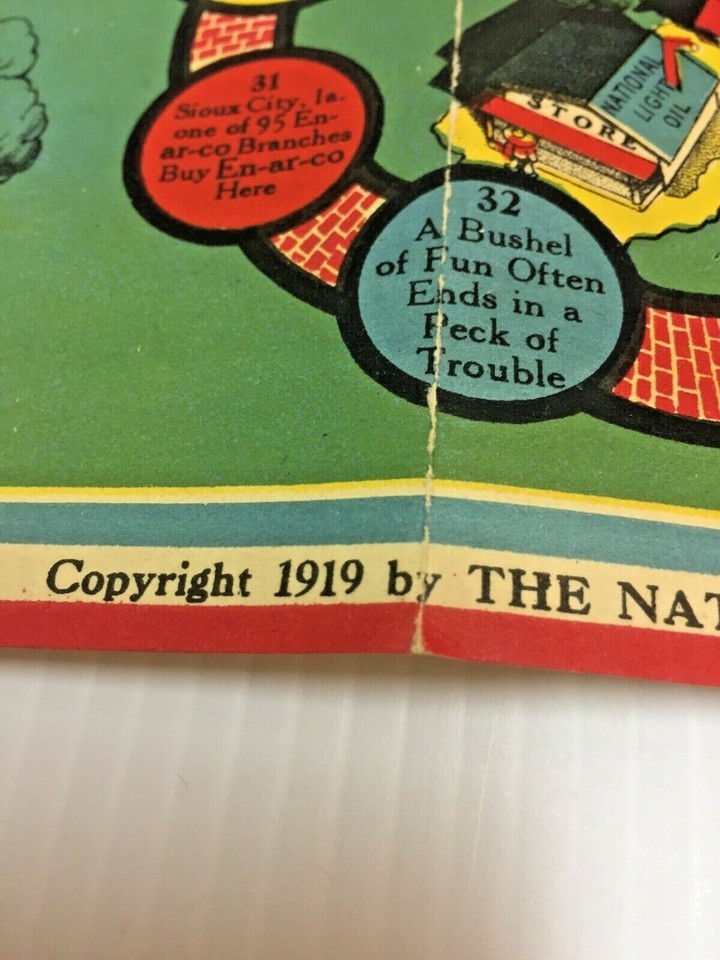 31
Sioux City, Ia.
one of 95 En-
ar-co Branches
Buy En-ar-co
Here
NATIONAL
LIGHT
OIL
STORE
32
A Bushel
of Fun Often
Ends in a
Peck of
Trouble
Copyright 1919 by THE NAT